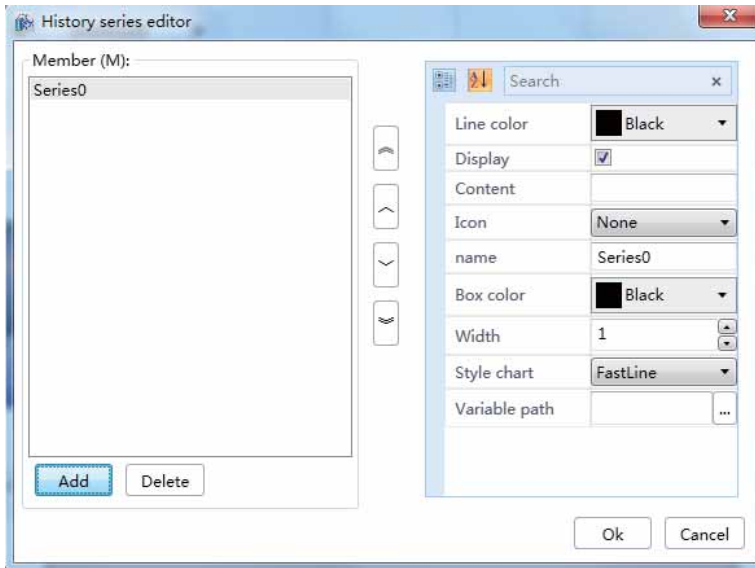 History series editor
Member (M):
Series0
Add
Delete
Search
Line color
Black
Display
Content
Icon
None
name
Series0
Box color
Black
Width
1
Style chart
FastLine
Variable path
...
Ok
Cancel